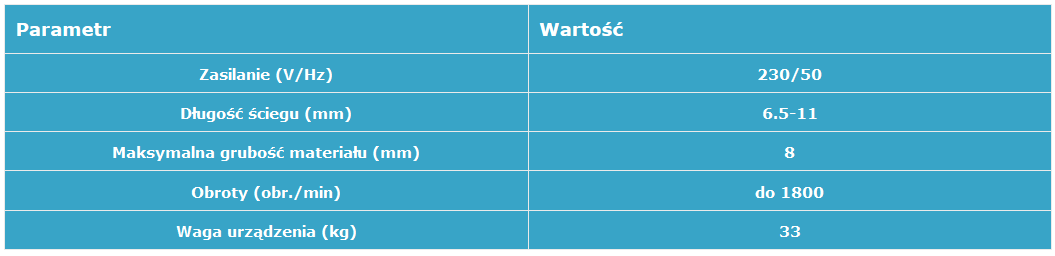 Parametr Wartość
Zasilanie (V/Hz) 230/50
Długość ściegu (mm) 6.5-11
Maksymalna grubość materiału (mm) 8
Obroty (obr./min) do 1800
Waga urządzenia (kg) 33